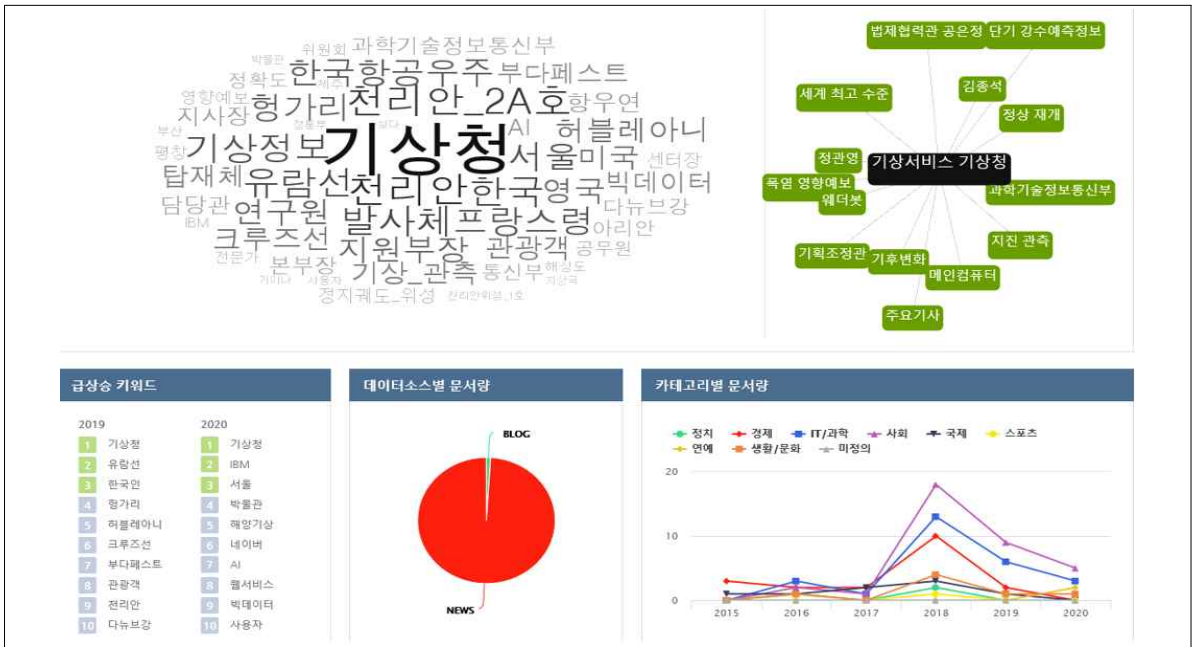 위원회 과학기술정보통신부
박물관
정확도 한국항공우주 부다페스트
영향예보 헝가리 천리안_2A호 항우연
지사장
부산 기상청 AI 허블레아니
평창 기상정보 서울 미국 센터장
탑재체 유람선 천리안 한국 영국 빅데이터
담당관 연구원 발사체 프랑스령 다뉴브강
IBM 아리안
크루즈선 지원부장 관광객 공무원
전문가 본부장 기상_관측 통신부 해상도
사용자
정지궤도_위성 천리안위성_1호
법제협력관 공은정 단기 강수예측정보
세계 최고 수준 김종석
정상 재개
정관영 기상서비스 기상청
폭염 영향예보 과학기술정보통신부
웨더봇
기획조정관 기후변화 지진 관측
메인컴퓨터
주요기사
급상승 키워드
2019 2020
1 기상청 1 기상청
2 유람선 2 IBM
3 한국인 3 서울
4 헝가리 4 박물관
5 허블레아니 5 해양기상
6 크루즈선 6 네이버
7 부다페스트 7 AI
8 관광객 8 웹서비스
9 천리안 9 빅데이터
10 다뉴브강 10 사용자
데이터소스별 문서량
BLOG
NEWS
카테고리별 문서량
정치 경제 IT/과학 사회 국제 스포츠
연예 생활/문화 미정의
20
10
0
2015 2016 2017 2018 2019 2020